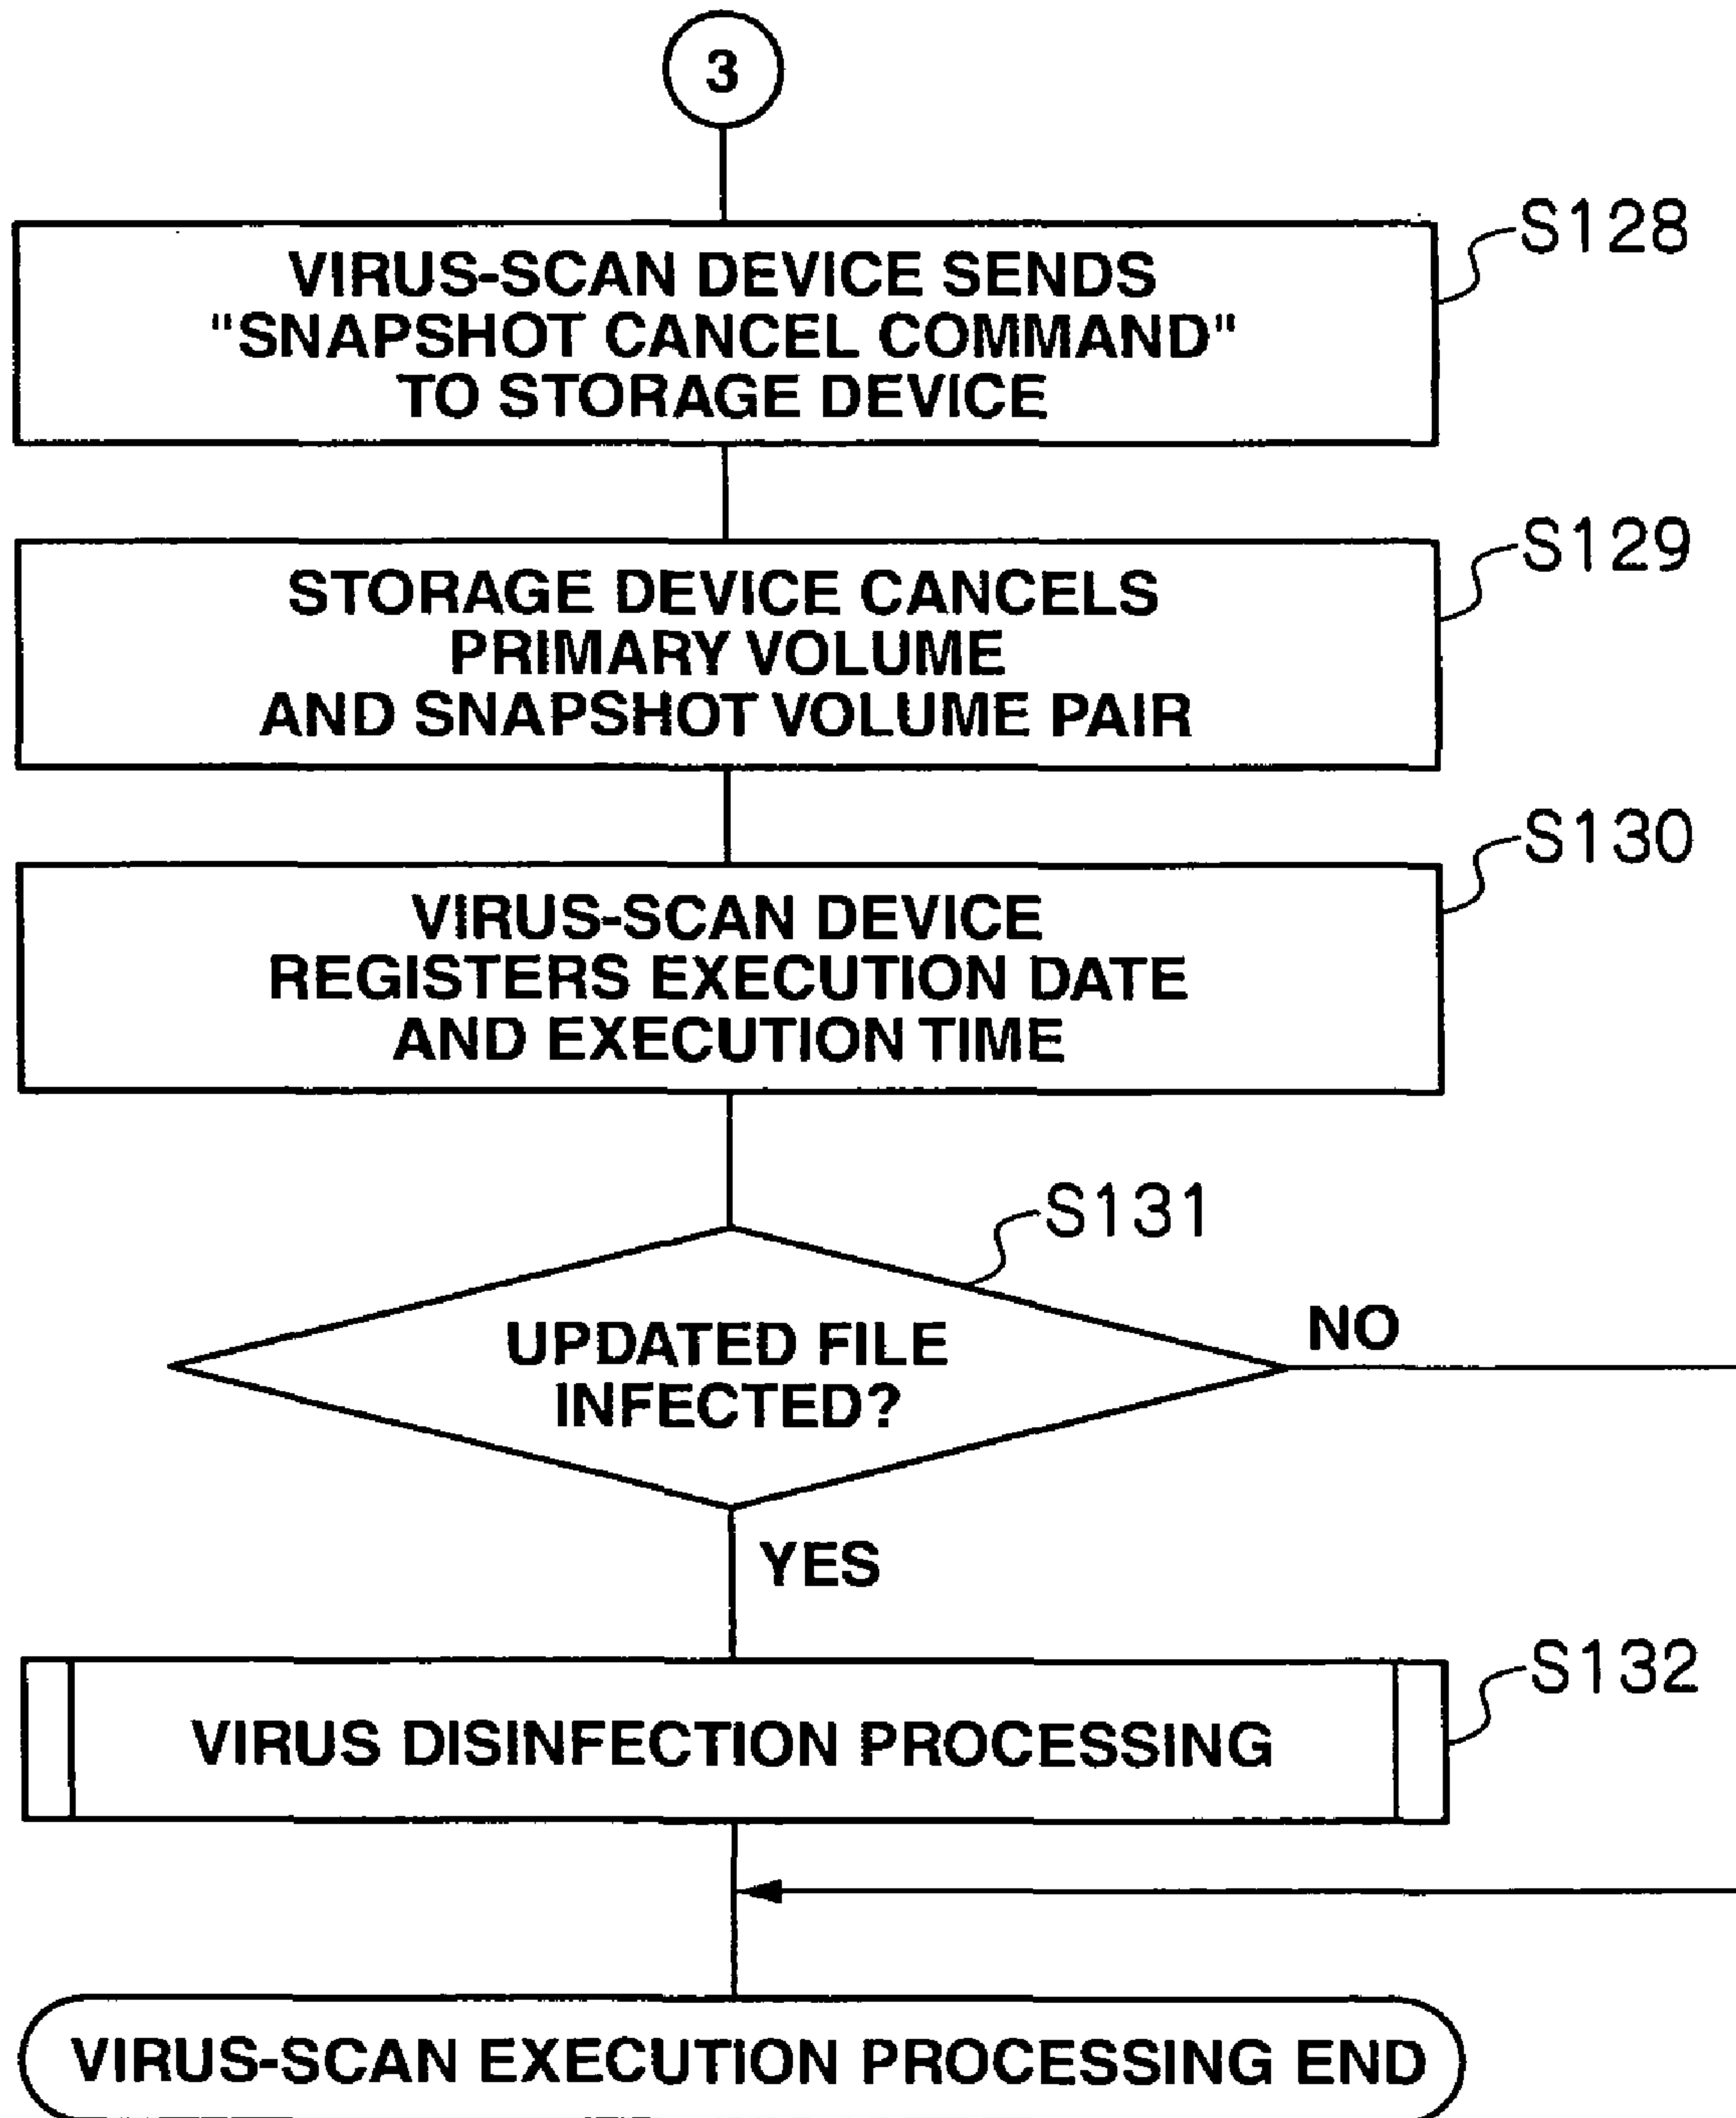 3
S128
VIRUS-SCAN DEVICE SENDS
"SNAPSHOT CANCEL COMMAND"
TO STORAGE DEVICE
S129
STORAGE DEVICE CANCELS
PRIMARY VOLUME
AND SNAPSHOT VOLUME PAIR
S130
VIRUS-SCAN DEVICE
REGISTERS EXECUTION DATE
AND EXECUTION TIME
S131
UPDATED FILE
INFECTED?
NO
YES
S132
VIRUS DISINFECTION PROCESSING
VIRUS-SCAN EXECUTION PROCESSING END